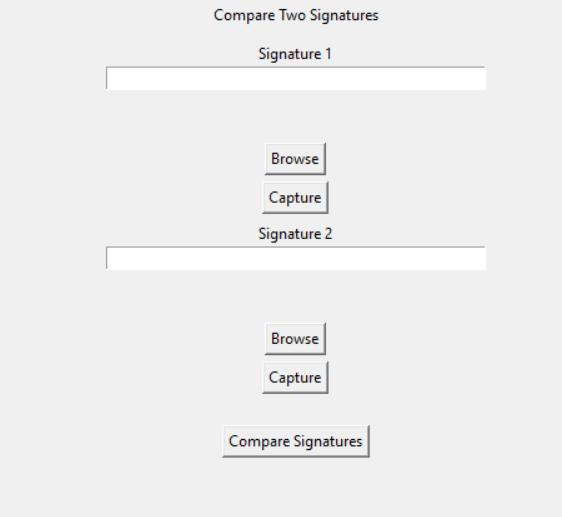 Compare Two Signatures
Signature 1
Browse
Capture
Signature 2
Browse
Capture
Compare Signatures